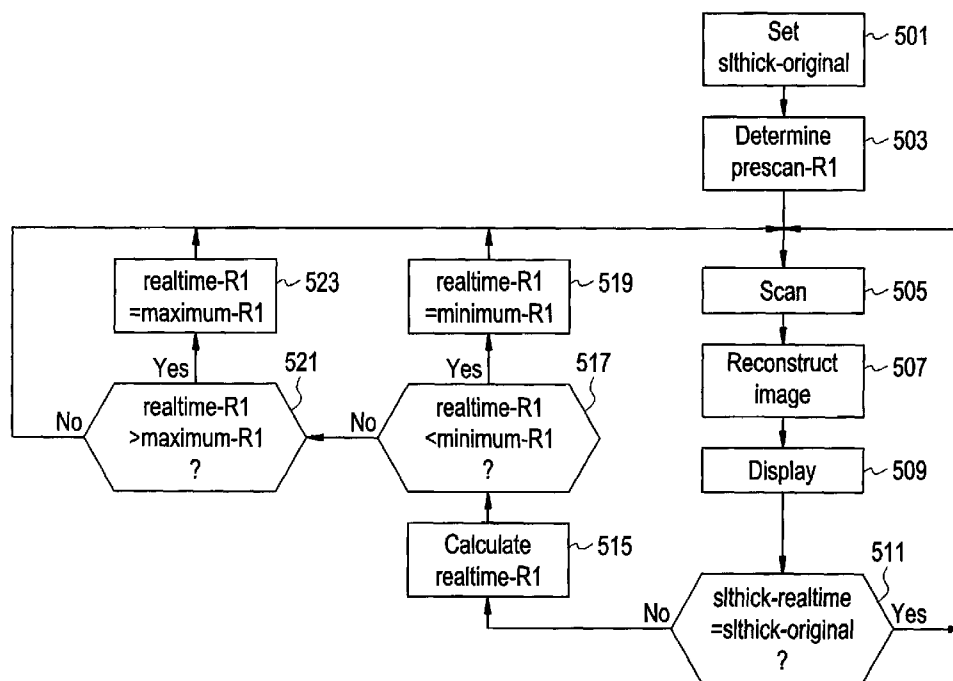 Set
slthick-original
501
Determine
prescan-R1
503
realtime-R1
=maximum-R1
523
realtime-R1
=minimum-R1
519
Scan
505
Yes
Yes
Reconstruct
image
507
No
realtime-R1
>maximum-R1
?
521
No
realtime-R1
<minimum-R1
?
517
Display
509
Calculate
realtime-R1
515
No
slthick-realtime
=slthick-original
?
511
Yes